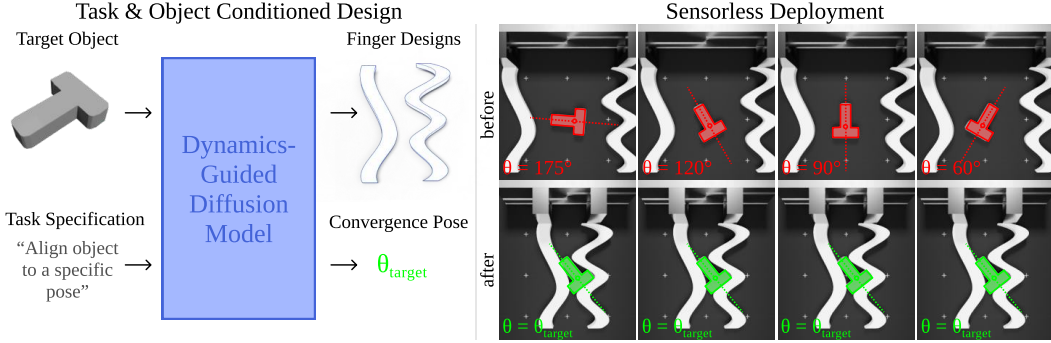 Task & Object Conditioned Design
Target Object
Finger Designs
Dynamics-
Guided
Diffusion
Model
Task Specification
“Align object
to a specific
pose”
Convergence Pose
θtarget
Sensorless Deployment
before
θ = 175°
θ = 120°
θ = 90°
θ = 60°
after
θ = θtarget
θ = θtarget
θ = θtarget
θ = θtarget